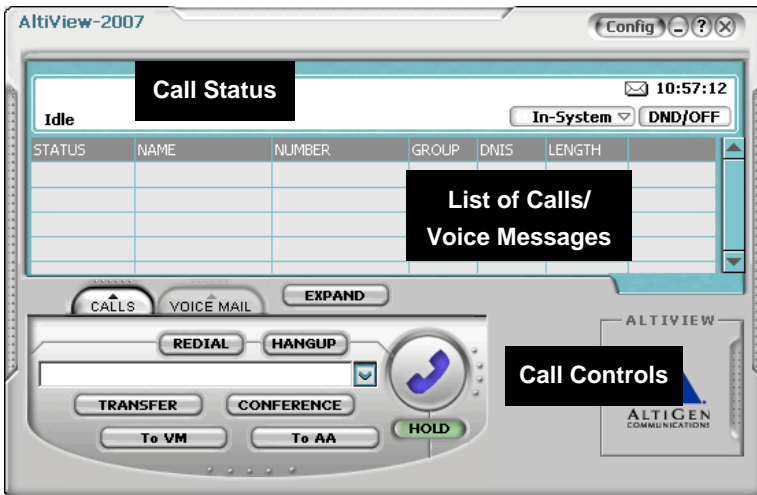 AltiView-2007
Config ?
Call Status
10:57:12
Idle
In-System DND/OFF
STATUS NAME NUMBER GROUP DNIS LENGTH
List of Calls/
Voice Messages
CALLS VOICE MAIL EXPAND
ALTIVIEW
REDIAL HANGUP
Call Controls
TRANSFER CONFERENCE
ALTIGEN
COMMUNICATIONS
HOLD
To VM To AA